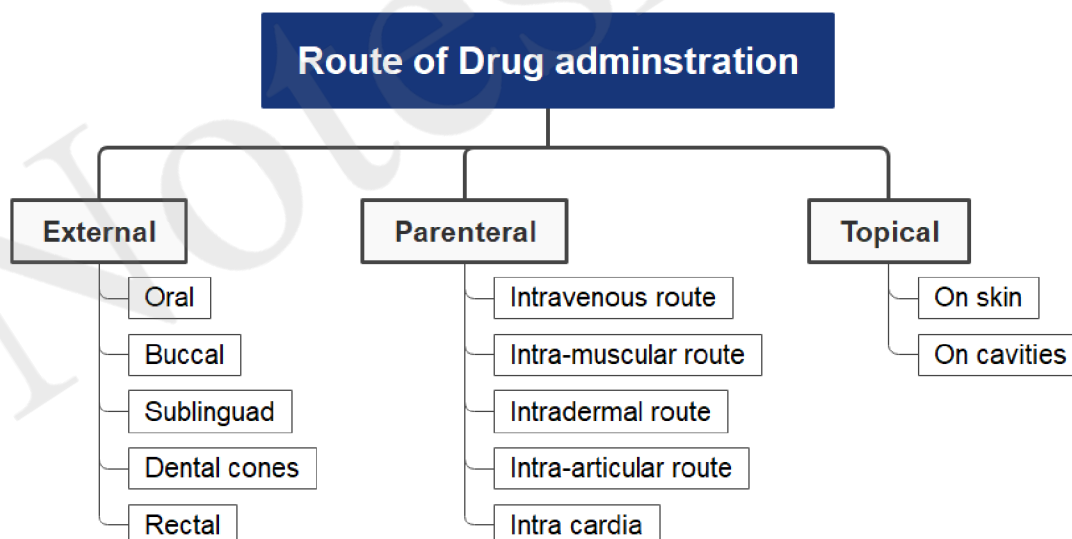 Route of Drug adminstration
External
Oral
Buccal
Sublinguad
Dental cones
Rectal
Parenteral
Intravenous route
Intra-muscular route
Intradermal route
Intra-articular route
Intra cardia
Topical
On skin
On cavities
Notes